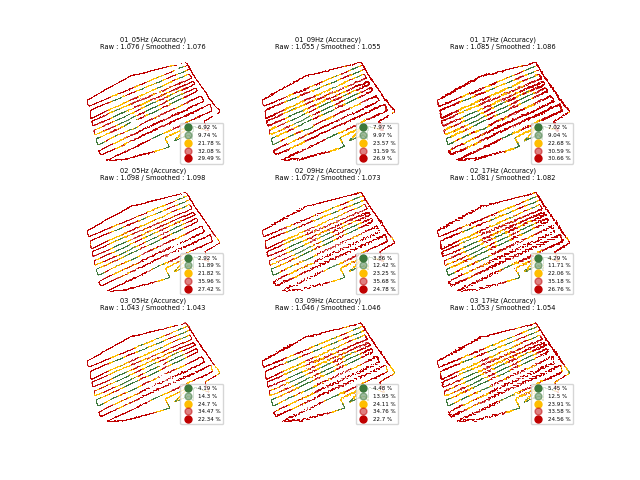 01_05Hz (Accuracy)
Raw : 1.076 / Smoothed : 1.076
6.92 %
9.74 %
21.78 %
32.08 %
29.49 %
01_09Hz (Accuracy)
Raw : 1.055 / Smoothed : 1.055
7.97 %
9.97 %
23.57 %
31.59 %
26.9 %
01_17Hz (Accuracy)
Raw : 1.085 / Smoothed : 1.086
7.02 %
9.04 %
22.68 %
30.59 %
30.66 %
02_05Hz (Accuracy)
Raw : 1.098 / Smoothed : 1.098
2.92 %
11.89 %
21.82 %
35.96 %
27.42 %
02_09Hz (Accuracy)
Raw : 1.072 / Smoothed : 1.073
3.86 %
12.42 %
23.25 %
35.68 %
24.78 %
02_17Hz (Accuracy)
Raw : 1.081 / Smoothed : 1.082
4.29 %
11.71 %
22.06 %
35.18 %
26.76 %
03_05Hz (Accuracy)
Raw : 1.043 / Smoothed : 1.043
4.19 %
14.3 %
24.7 %
34.47 %
22.34 %
03_09Hz (Accuracy)
Raw : 1.046 / Smoothed : 1.046
4.48 %
13.95 %
24.11 %
34.76 %
22.7 %
03_17Hz (Accuracy)
Raw : 1.053 / Smoothed : 1.054
5.45 %
12.5 %
23.91 %
33.58 %
24.56 %